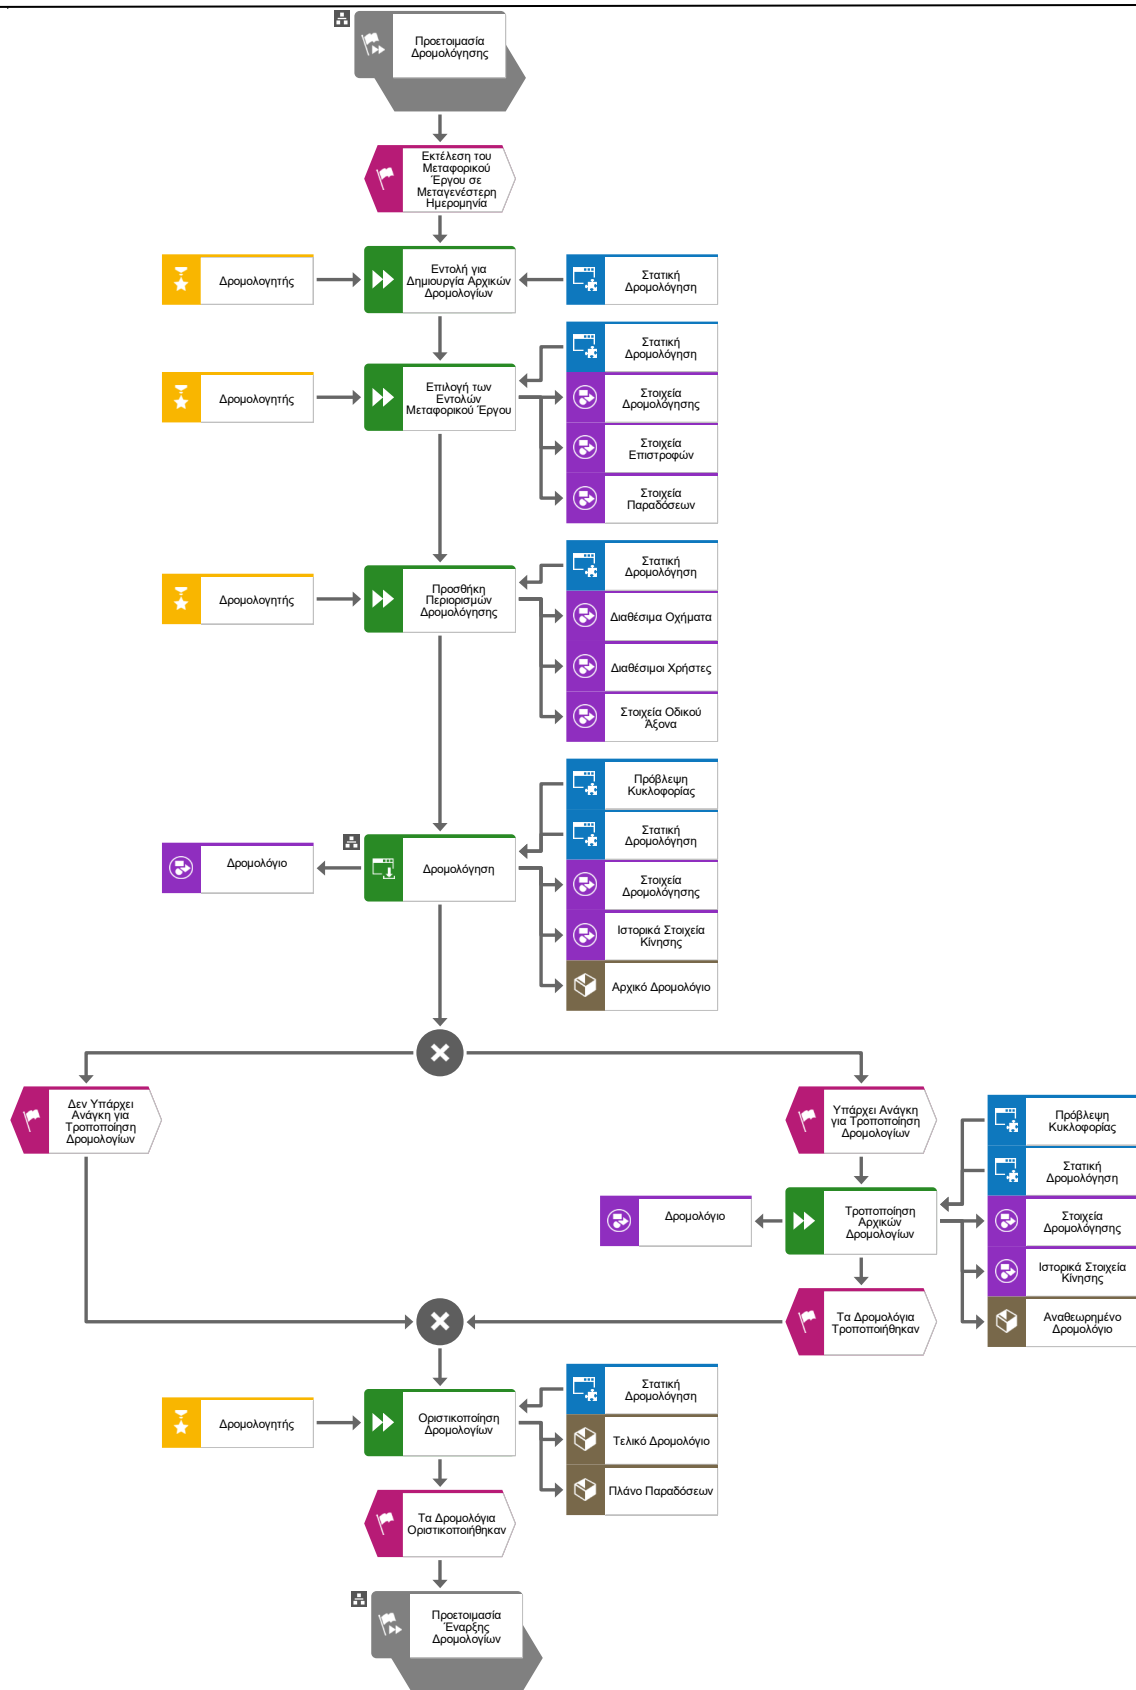 Προετοιμασία
Δρομολόγησης
Εκτέλεση του
Μεταφορικού
Έργου σε
Μεταγενέστερη
Ημερομηνία
Δρομολογητής
Εντολή για
Δημιουργία Αρχικών
Δρομολογίων
Στατική
Δρομολόγηση
Στατική
Δρομολόγηση
Δρομολογητής
Επιλογή των
Εντολών
Μεταφορικού Έργου
Στοιχεία
Δρομολόγησης
Στοιχεία
Επιστροφών
Στοιχεία
Παραδόσεων
Στατική
Δρομολόγηση
Δρομολογητής
Προσθήκη
Περιορισμών
Δρομολόγησης
Διαθέσιμα Οχήματα
Διαθέσιμοι Χρήστες
Στοιχεία Οδικού
Άξονα
Πρόβλεψη
Κυκλοφορίας
Στατική
Δρομολόγηση
Δρομολόγιο
Δρομολόγηση
Στοιχεία
Δρομολόγησης
Ιστορικά Στοιχεία
Κίνησης
Αρχικό Δρομολόγιο
Δεν Υπάρχει
Ανάγκη για
Τροποποίηση
Δρομολογίων
Υπάρχει Ανάγκη
για Τροποποίηση
Δρομολογίων
Πρόβλεψη
Κυκλοφορίας
Στατική
Δρομολόγηση
Δρομολόγιο
Τροποποίηση
Αρχικών
Δρομολογίων
Στοιχεία
Δρομολόγησης
Ιστορικά Στοιχεία
Κίνησης
Τα Δρομολόγια
Τροποποιήθηκαν
Αναθεωρημένο
Δρομολόγιο
Στατική
Δρομολόγηση
Δρομολογητής
Οριστικοποίηση
Δρομολογίων
Τελικό Δρομολόγιο
Πλάνο Παραδόσεων
Τα Δρομολόγια
Οριστικοποιήθηκαν
Προετοιμασία
Έναρξης
Δρομολογίων